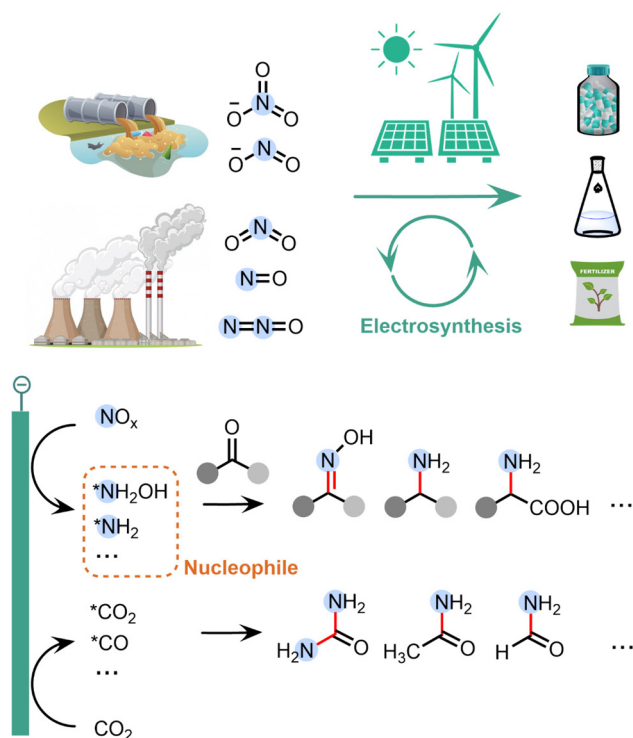 O
⁻O N O
⁻O N O
O N O
N=O
N=N=O
Electrosynthesis
FERTILIZER
⊖
NOₓ
*NH₂OH
*NH₂
...
Nucleophile
O
N OH
NH₂
NH₂
COOH
...
*CO₂
*CO
...
CO₂
NH₂
H₂N O
NH₂
H₃C O
NH₂
H O
...